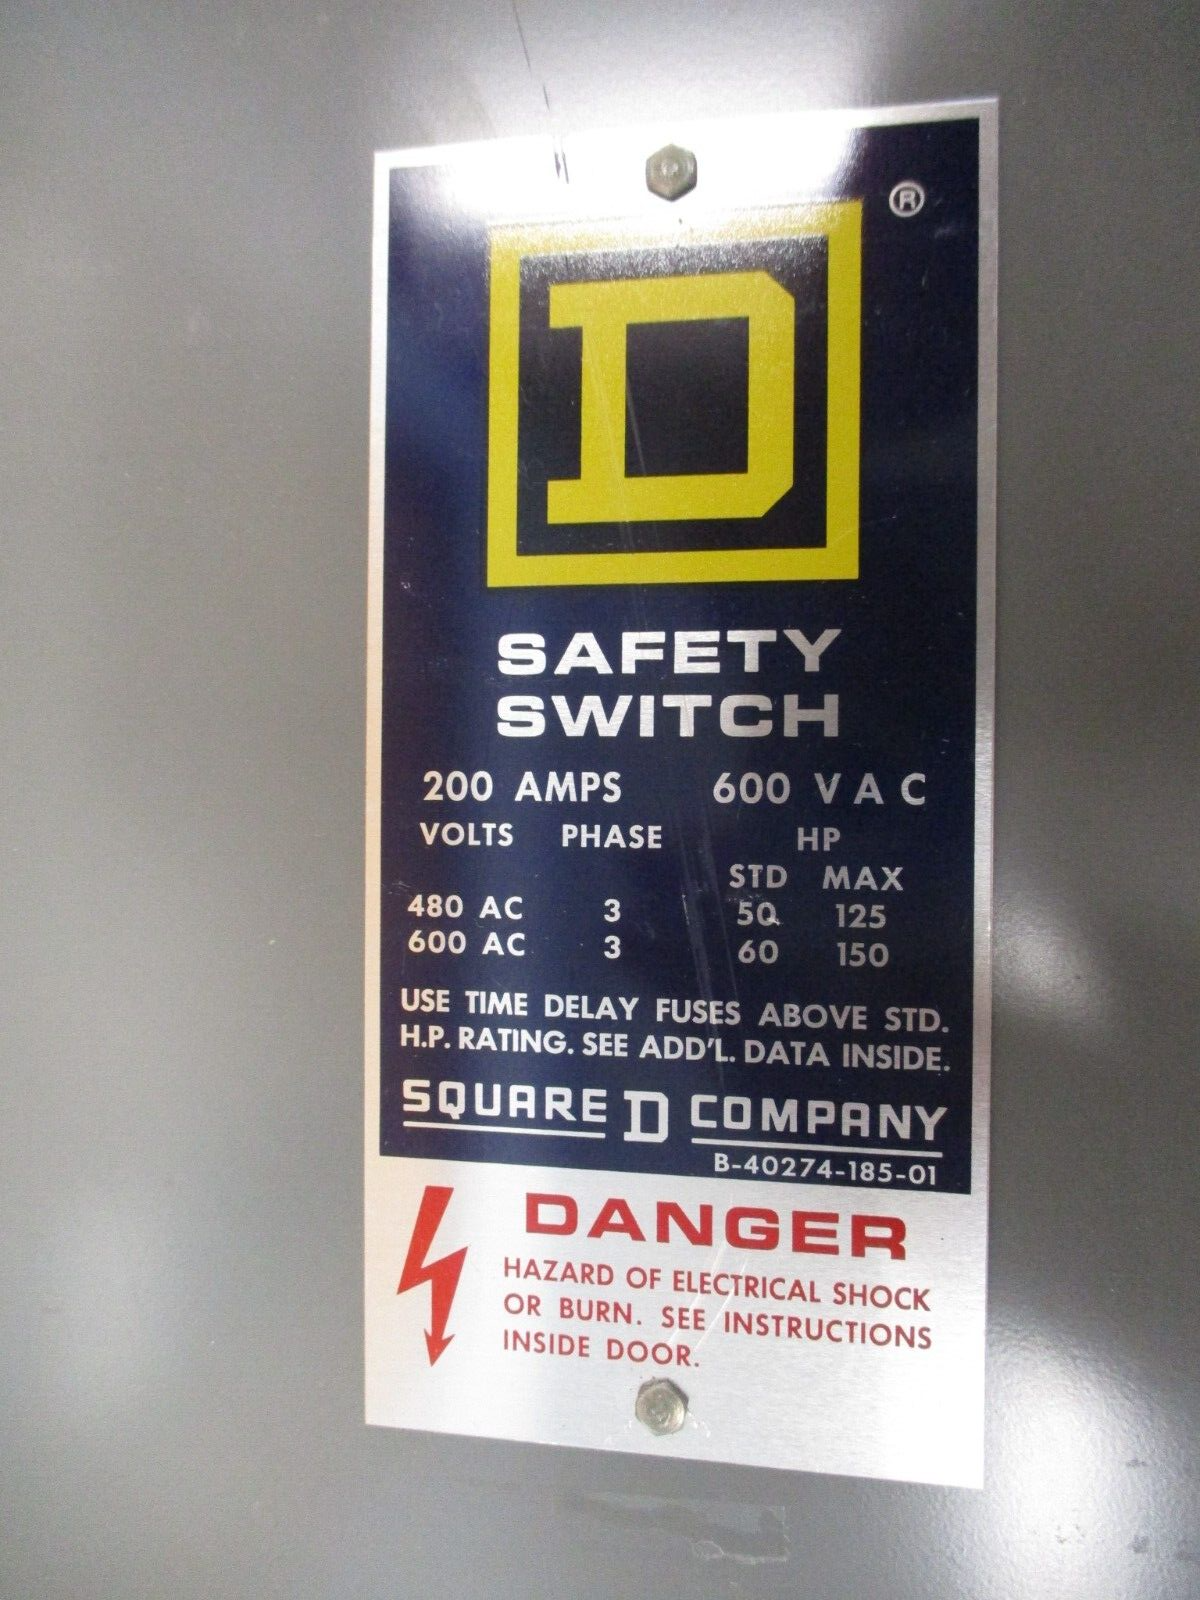 ®
D
SAFETY
SWITCH
200 AMPS 600 VAC
VOLTS PHASE HP
STD MAX
480 AC 3 50 125
600 AC 3 60 150
USE TIME DELAY FUSES ABOVE STD.
H.P. RATING. SEE ADD'L. DATA INSIDE.
SQUARE D COMPANY
B-40274-185-01
DANGER
HAZARD OF ELECTRICAL SHOCK
OR BURN. SEE INSTRUCTIONS
INSIDE DOOR.